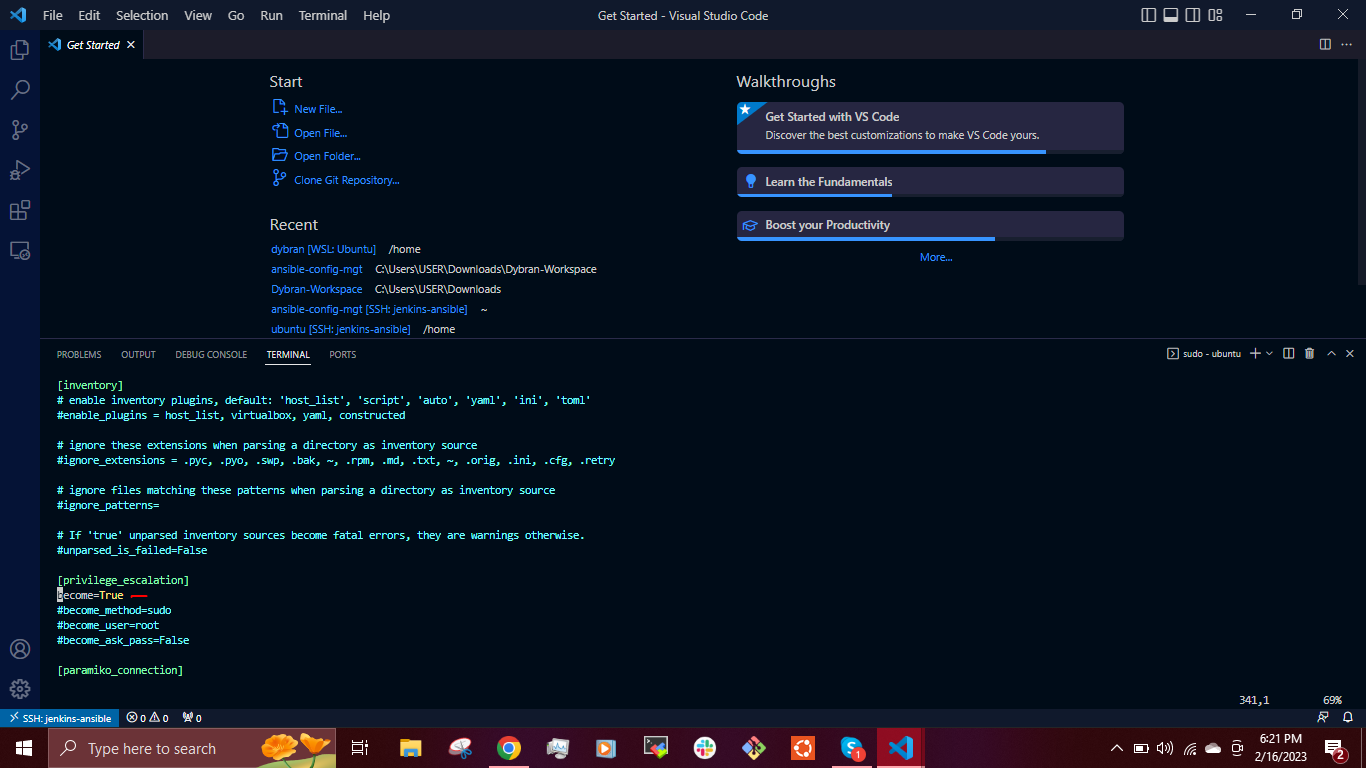 File Edit Selection View Go Run Terminal Help
Get Started - Visual Studio Code
Get Started
Start
New File...
Open File...
Open Folder...
Clone Git Repository...
Recent
dybran [WSL: Ubuntu] /home
ansible-config-mgt C:\Users\USER\Downloads\Dybran-Workspace
Dybran-Workspace C:\Users\USER\Downloads
ansible-config-mgt [SSH: jenkins-ansible] ~
ubuntu [SSH: jenkins-ansible] /home
Walkthroughs
Get Started with VS Code
Discover the best customizations to make VS Code yours.
Learn the Fundamentals
Boost your Productivity
More...
PROBLEMS OUTPUT DEBUG CONSOLE TERMINAL PORTS
sudo - ubuntu
[inventory]
# enable inventory plugins, default: 'host_list', 'script', 'auto', 'yaml', 'ini', 'toml'
#enable_plugins = host_list, virtualbox, yaml, constructed
# ignore these extensions when parsing a directory as inventory source
#ignore_extensions = .pyc, .pyo, .swp, .bak, ~, .rpm, .md, .txt, ~, .orig, .ini, .cfg, .retry
# ignore files matching these patterns when parsing a directory as inventory source
#ignore_patterns=
# If 'true' unparsed inventory sources become fatal errors, they are warnings otherwise.
#unparsed_is_failed=False
[privilege_escalation]
become=True
#become_method=sudo
#become_user=root
#become_ask_pass=False
[paramiko_connection]
341,1 69%
SSH: jenkins-ansible 0 0 0
Type here to search
1
6:21 PM
2/16/2023
2